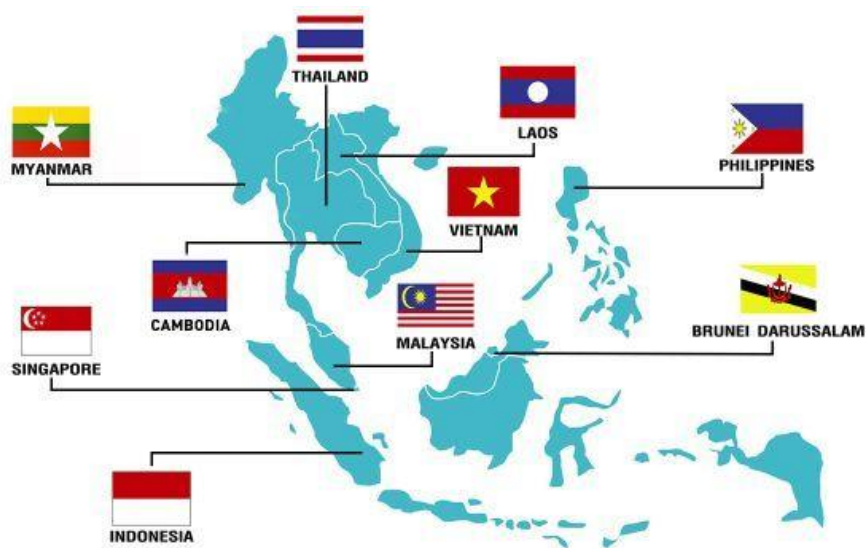 THAILAND
LAOS
MYANMAR
PHILIPPINES
VIETNAM
CAMBODIA
MALAYSIA
BRUNEI DARUSSALAM
SINGAPORE
INDONESIA